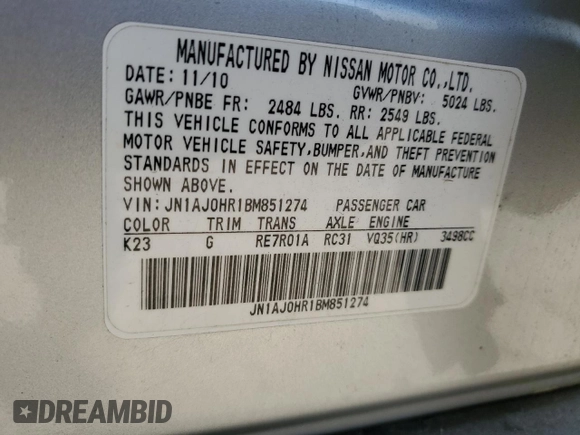 MANUFACTURED BY NISSAN MOTOR CO.,LTD.
DATE: 11/10 GVWR/PNBV: 5024 LBS.
GAWR/PNBE FR: 2484 LBS. RR: 2549 LBS.
THIS VEHICLE CONFORMS TO ALL APPLICABLE FEDERAL
MOTOR VEHICLE SAFETY,BUMPER,AND THEFT PREVENTION
STANDARDS IN EFFECT ON THE DATE OF MANUFACTURE
SHOWN ABOVE.
VIN: JN1AJ0HR1BM851274 PASSENGER CAR
COLOR TRIM TRANS AXLE ENGINE
K23 G RE7R01A RC31 VQ35(HR) 3498CC
JN1AJ0HR1BM851274
DREAMBID